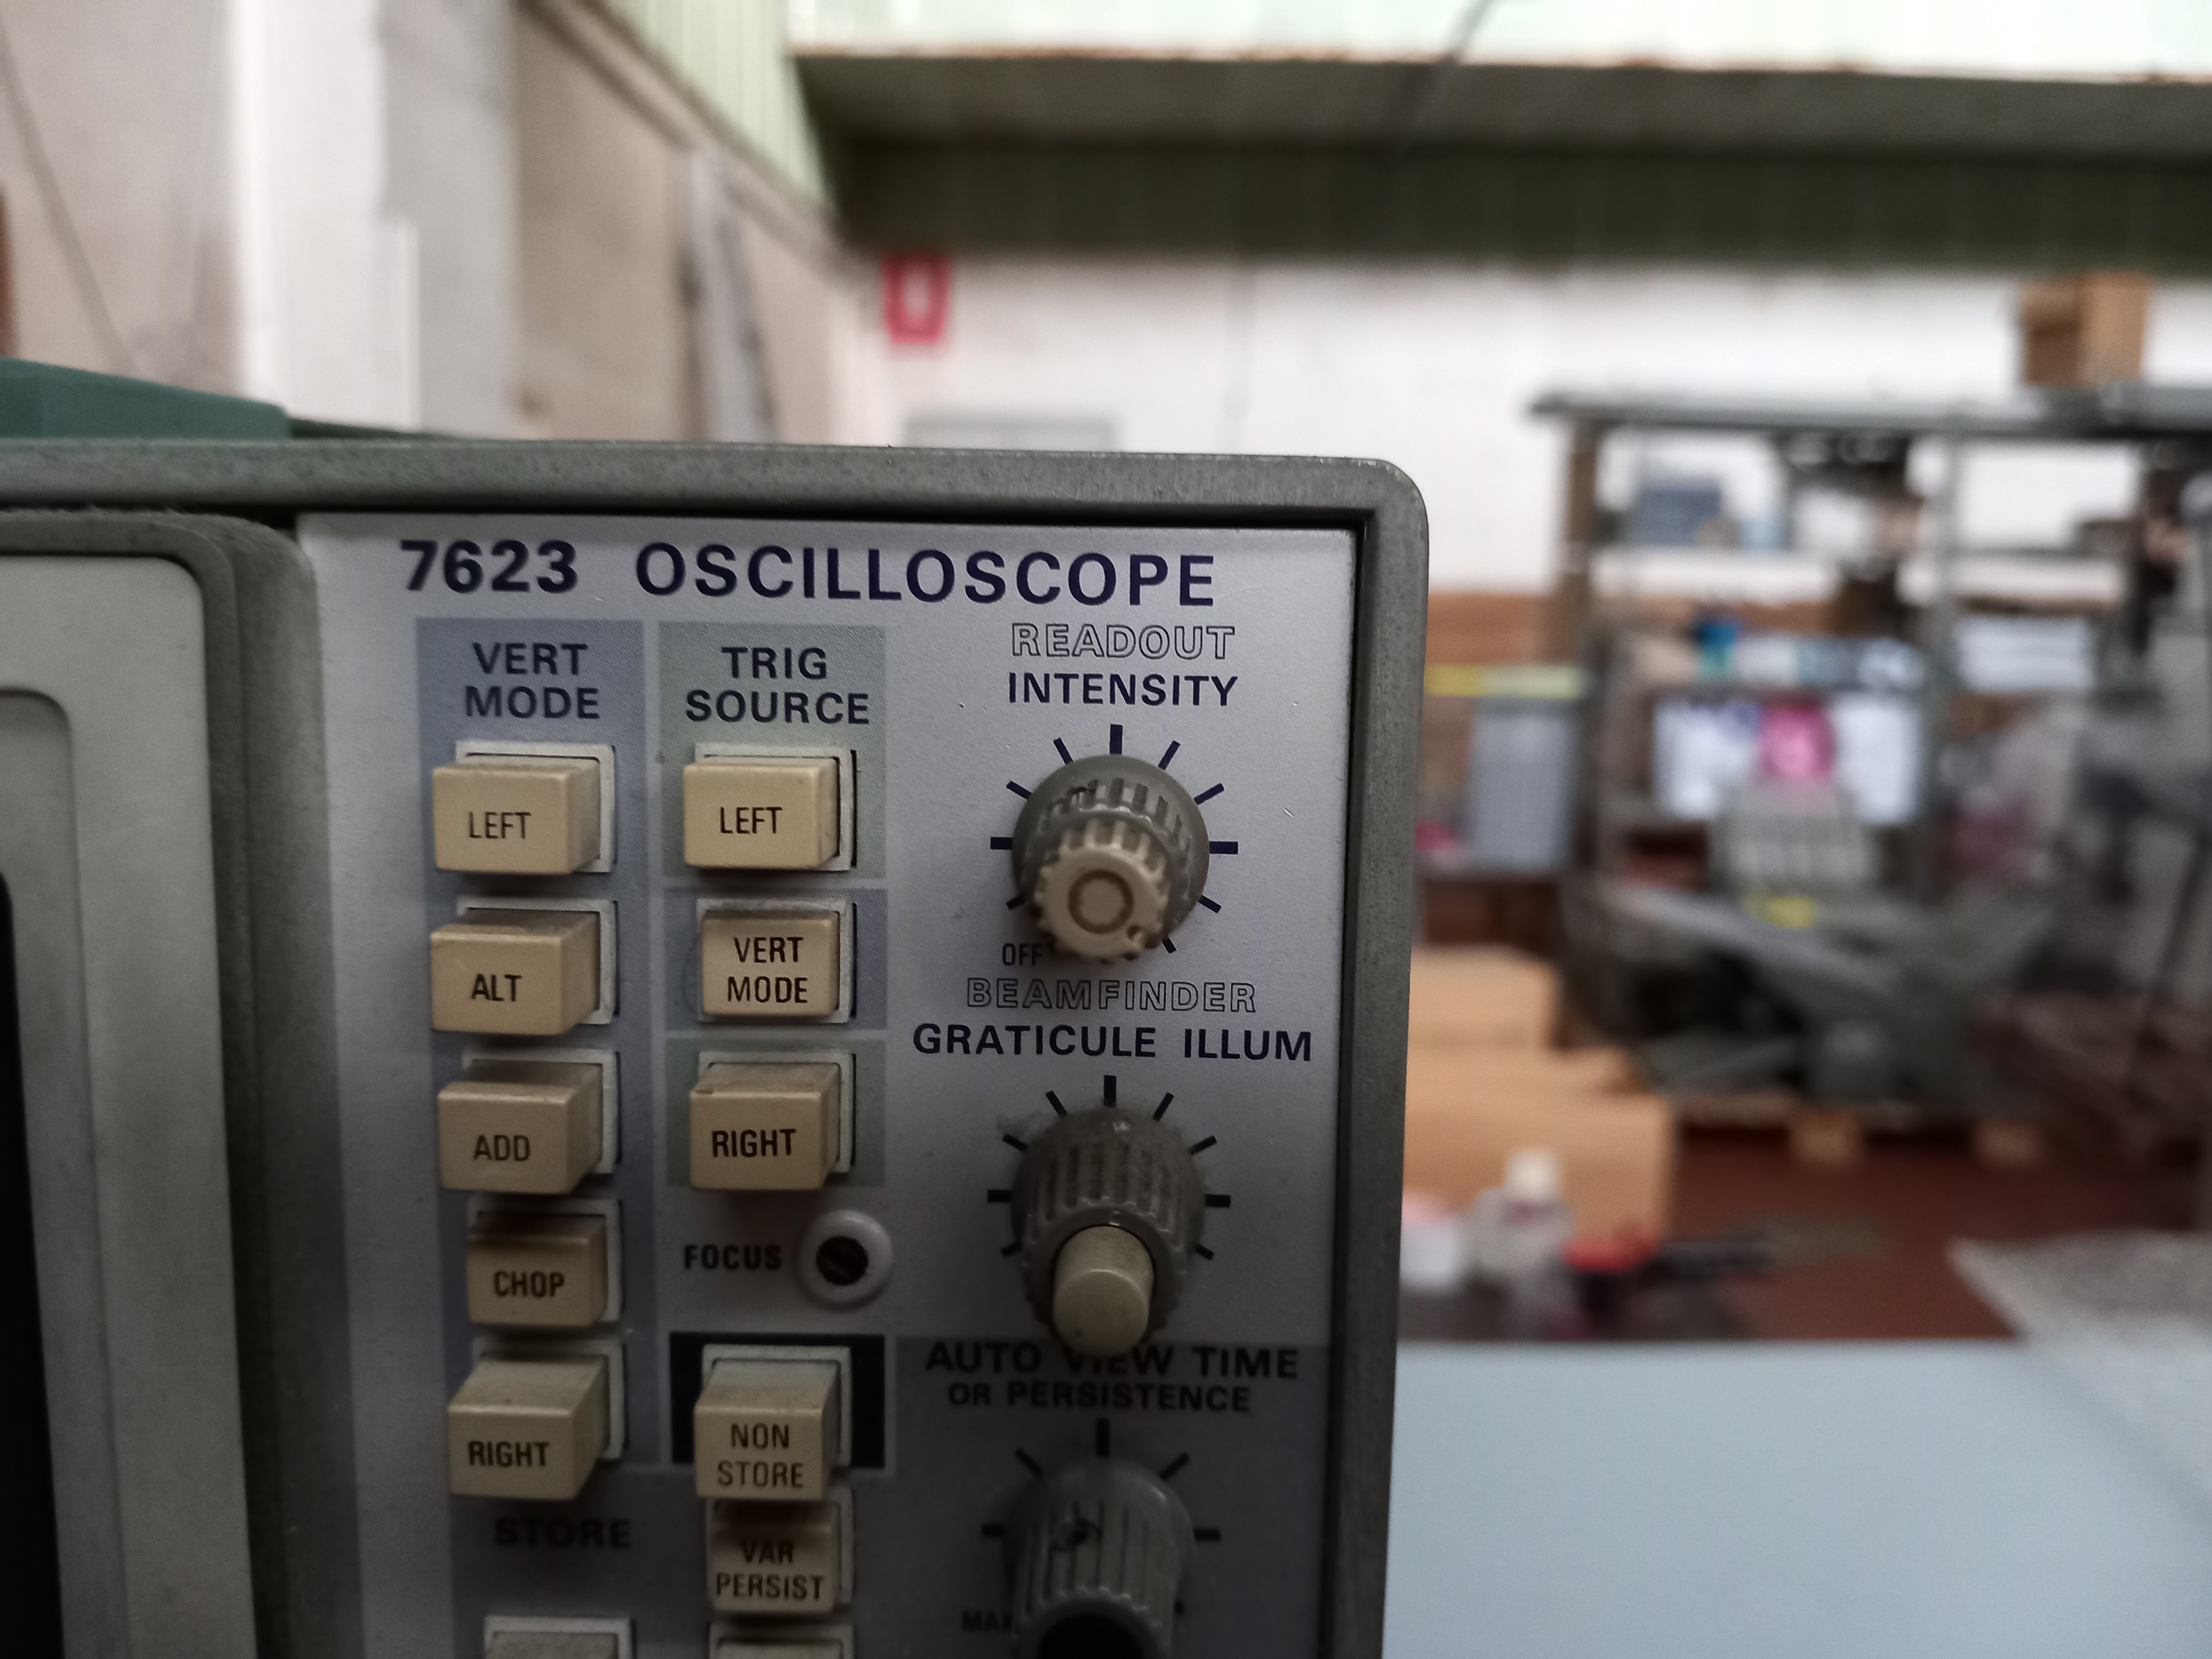 7623 OSCILLOSCOPE
VERT
MODE
LEFT
ALT
ADD
CHOP
RIGHT
STORE
TRIG
SOURCE
LEFT
VERT
MODE
RIGHT
FOCUS
NON
STORE
VAR
PERSIST
READOUT
INTENSITY
OFF
BEAMFINDER
GRATICULE ILLUM
AUTO VIEW TIME
OR PERSISTENCE
MAX